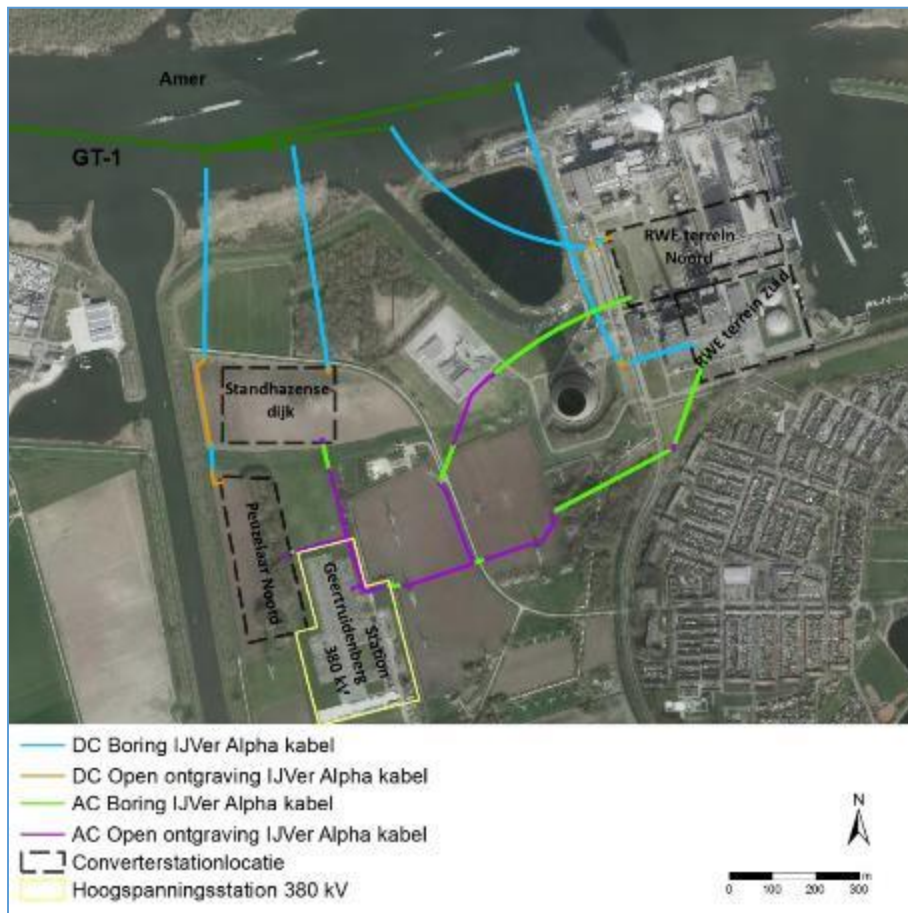 Amer
GT-1
RWE terrein
Noord
RWE terrein Zuid
Standhazense
dijk
Peuzelaar Noord
Station
Geertruidenberg
380 kV
DC Boring IJVer Alpha kabel
DC Open ontgraving IJVer Alpha kabel
AC Boring IJVer Alpha kabel
AC Open ontgraving IJVer Alpha kabel
Converterstationlocatie
Hoogspanningsstation 380 kV
N
0 100 200 300 m